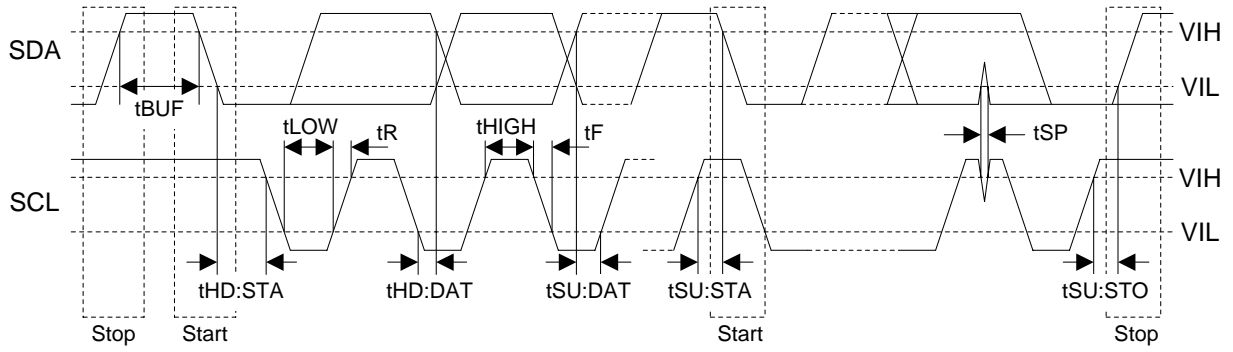 SDA
VIH
VIL
tBUF
tLOW
tR
tHIGH
tF
tSP
SCL
VIH
VIL
tHD:STA
tHD:DAT
tSU:DAT
tSU:STA
tSU:STO
Stop
Start
Start
Stop